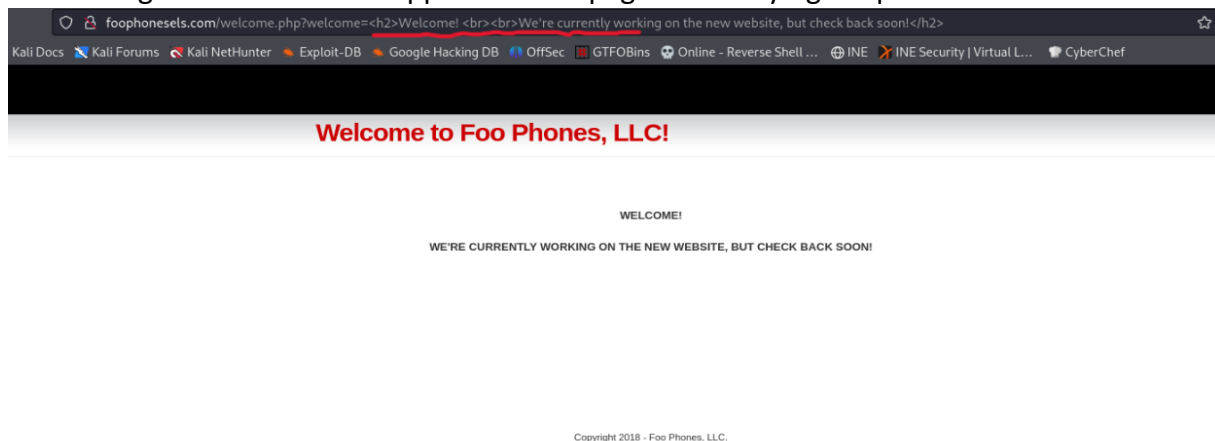 foophonesels.com/welcome.php?welcome=<h2>Welcome! <br><br>We're currently working on the new website, but check back soon!</h2>
Kali Docs Kali Forums Kali NetHunter Exploit-DB Google Hacking DB OffSec GTFOBins Online - Reverse Shell ... INE INE Security | Virtual L... CyberChef
Welcome to Foo Phones, LLC!
WELCOME!
WE'RE CURRENTLY WORKING ON THE NEW WEBSITE, BUT CHECK BACK SOON!
Copyright 2018 - Foo Phones, LLC.